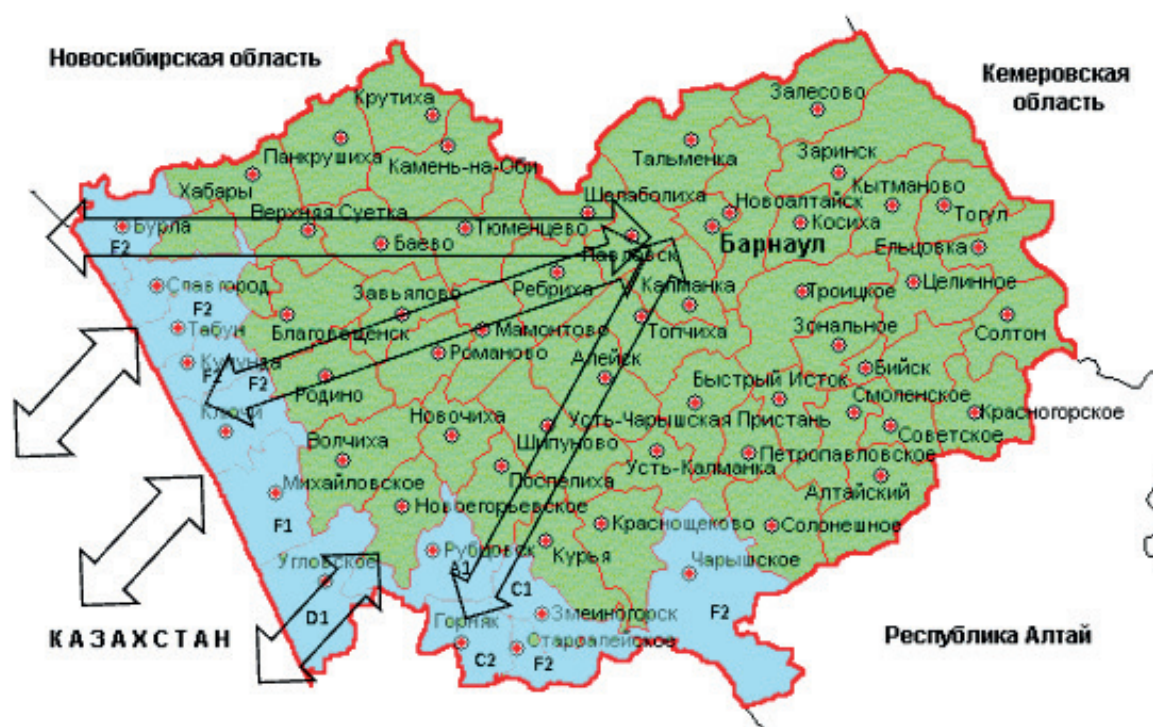 Новосибирская область
Кемеровская
область
Крутиха
Залесово
Панкрушиха
Камень-на-Оби
Тальменка
Заринск
Хабары
Шелаболиха
Кытманово
Верхняя Суетка
Новоалтайск
Тогул
Бурла
Тюменцево
Косиха
F2
Баево
Павловск
Барнаул
Ельцовка
Славгород
Завьялово
Ребриха
Калманка
Троицкое
Целинное
F2
Табун
Благовещенск
Мамонтово
Топчиха
Зональное
Солтон
Кулунда
Романово
Алейск
Бийск
F2
F2
Родино
Быстрый Исток
Ключи
Новочиха
Усть-Чарышская Пристань
Смоленское
Красногорское
Волчиха
Шипуново
Советское
Усть-Калманка
Петропавловское
Михайловское
Поспелиха
Алтайский
Новоегорьевское
F1
Краснощеково
Солонешное
Рубцовск
Курья
Угловское
A1
Чарышское
C1
D1
Змеиногорск
F2
КАЗАХСТАН
Горняк
Староалейское
Республика Алтай
C2
F2